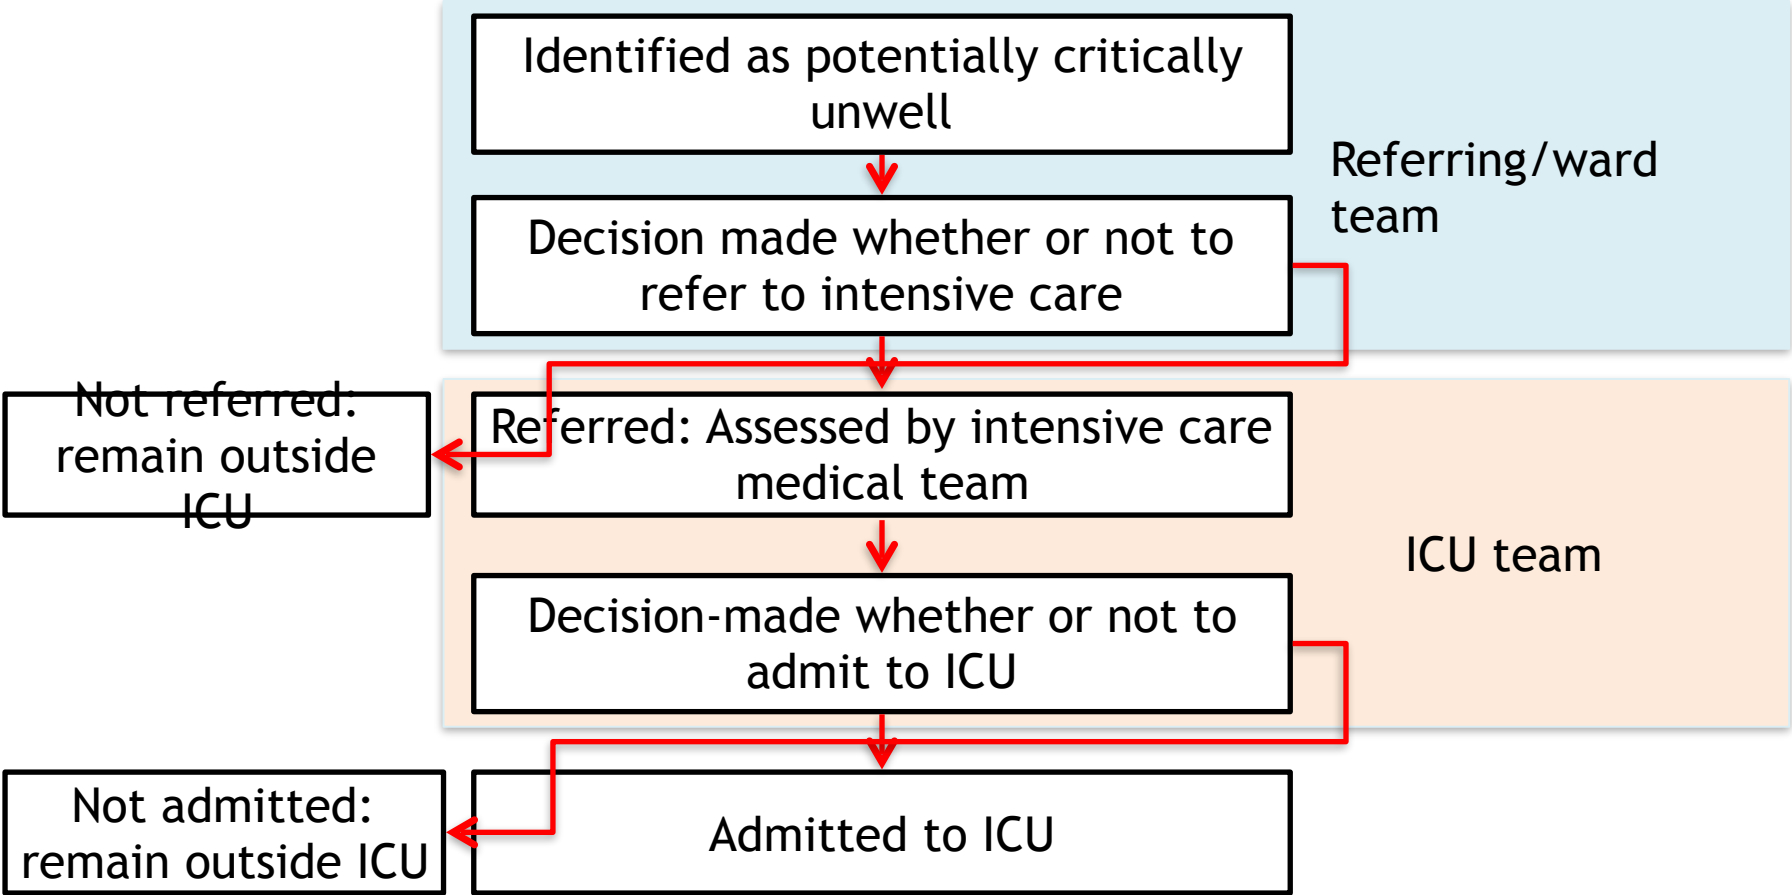 Identified as potentially critically
unwell
Referring/ward
team
Decision made whether or not to
refer to intensive care
Not referred:
remain outside
ICU
Referred: Assessed by intensive care
medical team
ICU team
Decision-made whether or not to
admit to ICU
Not admitted:
remain outside ICU
Admitted to ICU